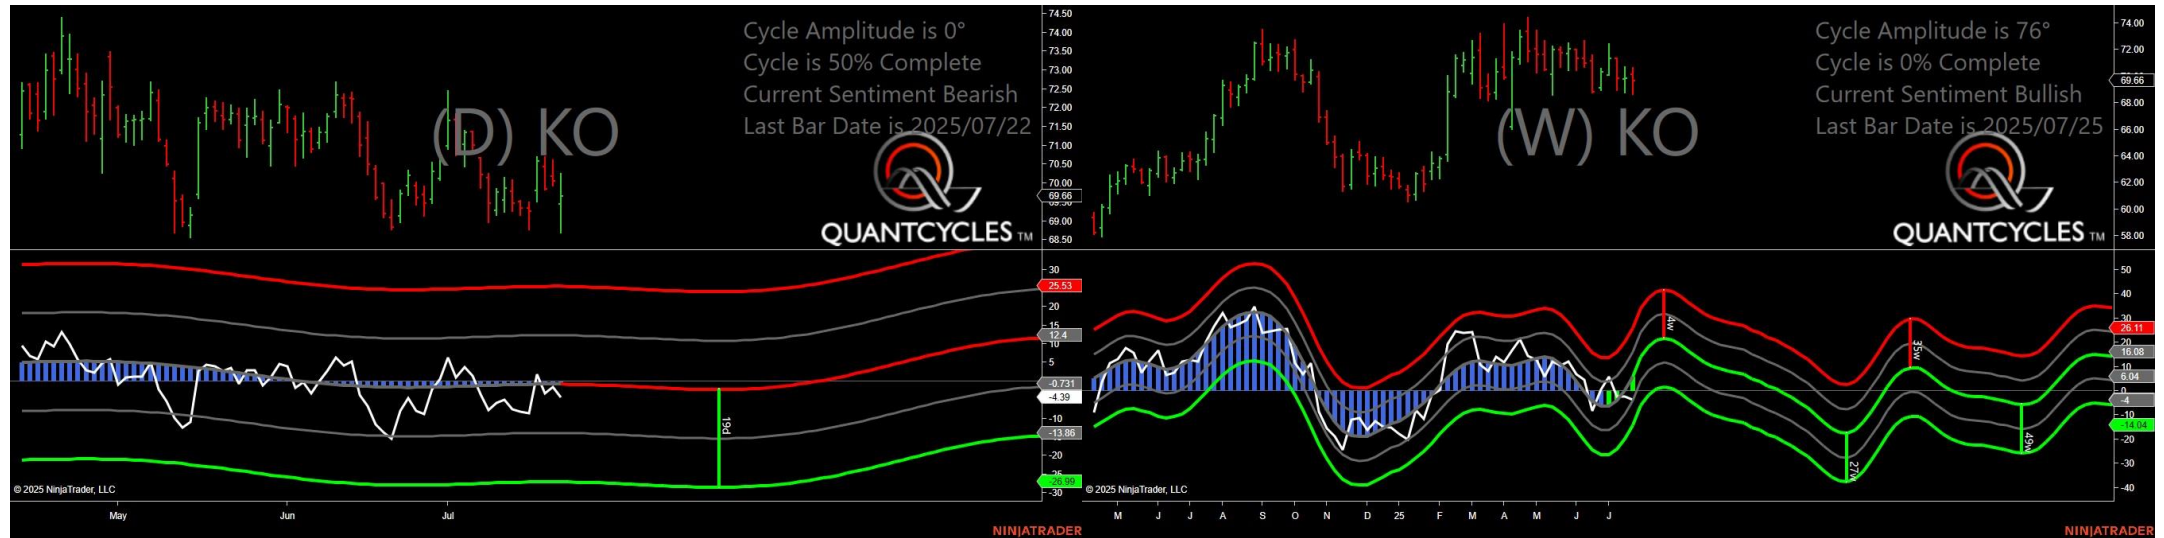 Cycle Amplitude is 0°
Cycle is 50% Complete
Current Sentiment Bearish
Last Bar Date is 2025/07/22
(D) KO
QUANTCYCLES TM
74.50
74.00
73.50
73.00
72.50
72.00
71.50
71.00
70.50
70.00
69.66
69.00
68.50
30
25.53
20
15
12.4
10
5
-0.731
-4.39
-10
-13.86
-20
-26.99
-30
19d
© 2025 NinjaTrader, LLC
May Jun Jul
NINJATRADER
Cycle Amplitude is 76°
Cycle is 0% Complete
Current Sentiment Bullish
Last Bar Date is 2025/07/25
(W) KO
QUANTCYCLES TM
74.00
72.00
69.66
68.00
66.00
64.00
62.00
60.00
58.00
50
40
30
26.11
20
16.08
10
6.04
0
-4
-10
-14.04
-20
-30
-40
4w
35w
27w
49w
© 2025 NinjaTrader, LLC
M J J A S O N D 25 F M A M J J
NINJATRADER